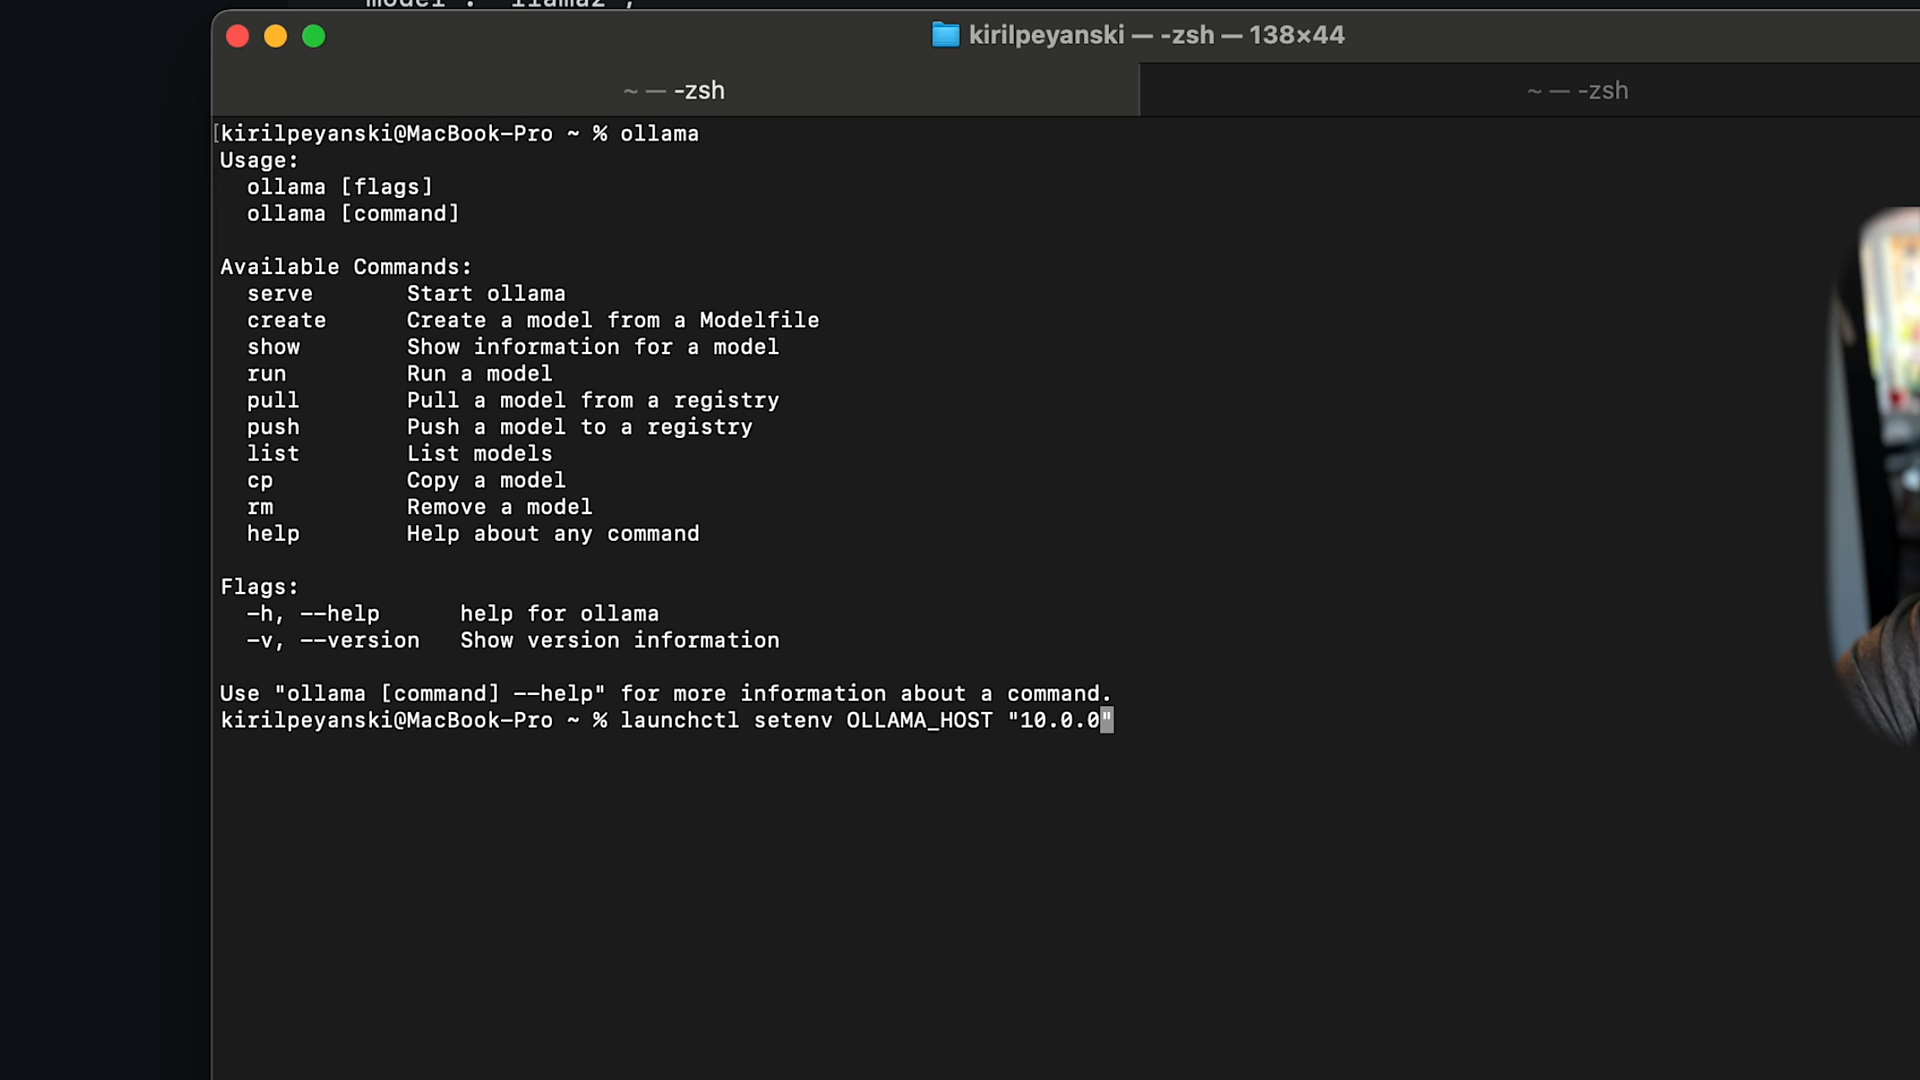 kirilpeyanski — -zsh — 138×44
~ — -zsh
~ — -zsh
[kirilpeyanski@MacBook-Pro ~ % ollama
Usage:
  ollama [flags]
  ollama [command]

Available Commands:
  serve       Start ollama
  create      Create a model from a Modelfile
  show        Show information for a model
  run         Run a model
  pull        Pull a model from a registry
  push        Push a model to a registry
  list        List models
  cp          Copy a model
  rm          Remove a model
  help        Help about any command

Flags:
  -h, --help      help for ollama
  -v, --version   Show version information

Use "ollama [command] --help" for more information about a command.
kirilpeyanski@MacBook-Pro ~ % launchctl setenv OLLAMA_HOST "10.0.0"